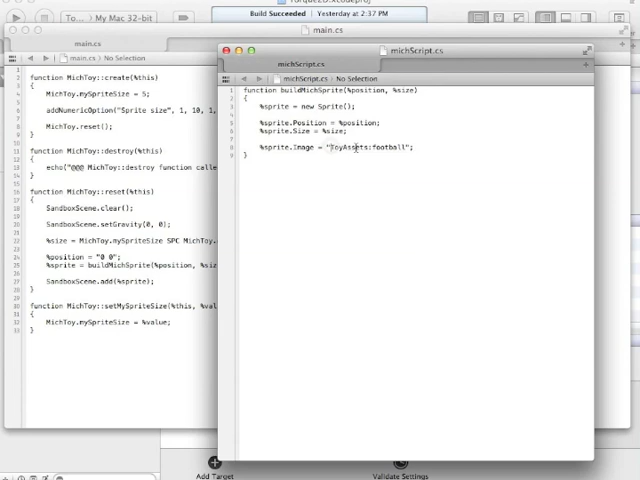 Torque2D.xcodeproj
To... My Mac 32-bit
Build Succeeded | Yesterday at 2:37 PM
main.cs
main.cs
main.cs No Selection
function MichToy::create(%this)
{
MichToy.mySpriteSize = 5;
addNumericOption("Sprite size", 1, 10, 1,
MichToy.reset();
}
function MichToy::destroy(%this)
{
echo("@@@ MichToy::destroy function calle
}
function MichToy::reset(%this)
{
SandboxScene.clear();
SandboxScene.setGravity(0, 0);
%size = MichToy.mySpriteSize SPC MichToy.
%position = "0 0";
%sprite = buildMichSprite(%position, %siz
SandboxScene.add(%sprite);
}
function MichToy::setMySpriteSize(%this, %val
{
MichToy.mySpriteSize = %value;
}
michScript.cs
michScript.cs
michScript.cs No Selection
function buildMichSprite(%position, %size)
{
%sprite = new Sprite();
%sprite.Position = %position;
%sprite.Size = %size;
%sprite.Image = "ToyAssets:football";
}
Add Target
Validate Settings